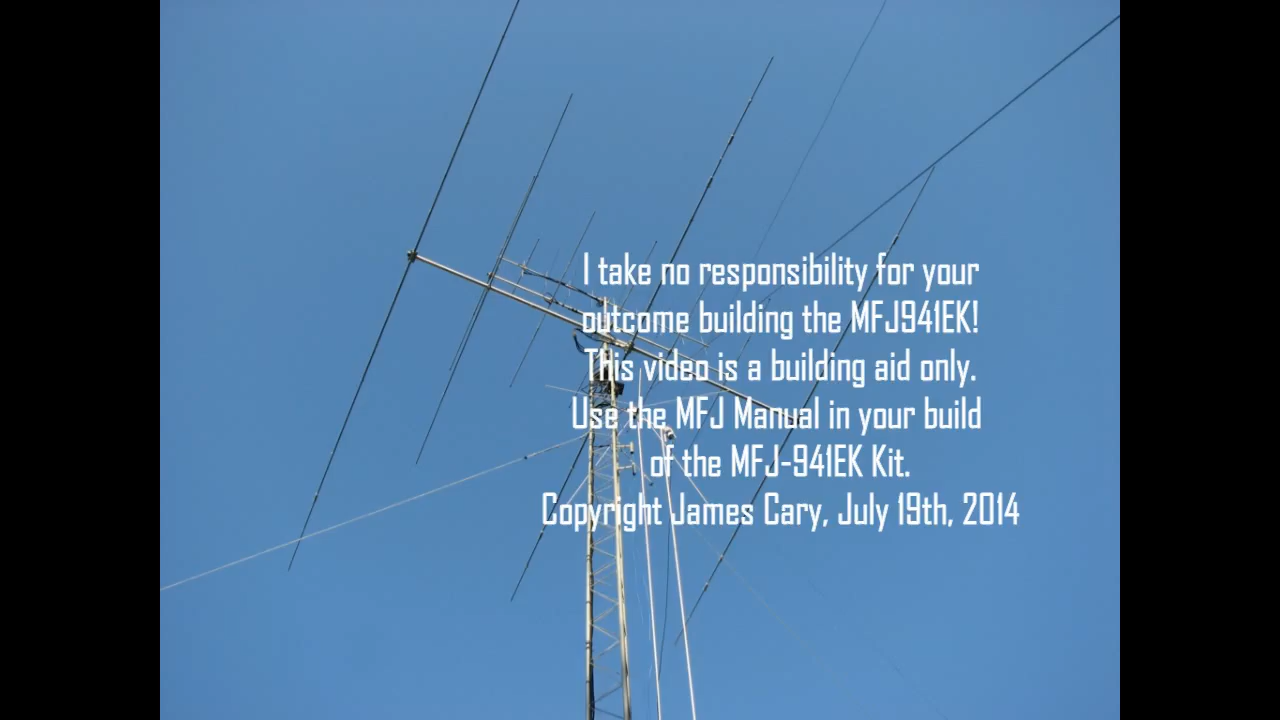 I take no responsibility for your
outcome building the MFJ941EK!
This video is a building aid only.
Use the MFJ Manual in your build
of the MFJ-941EK Kit.
Copyright James Cary, July 19th, 2014